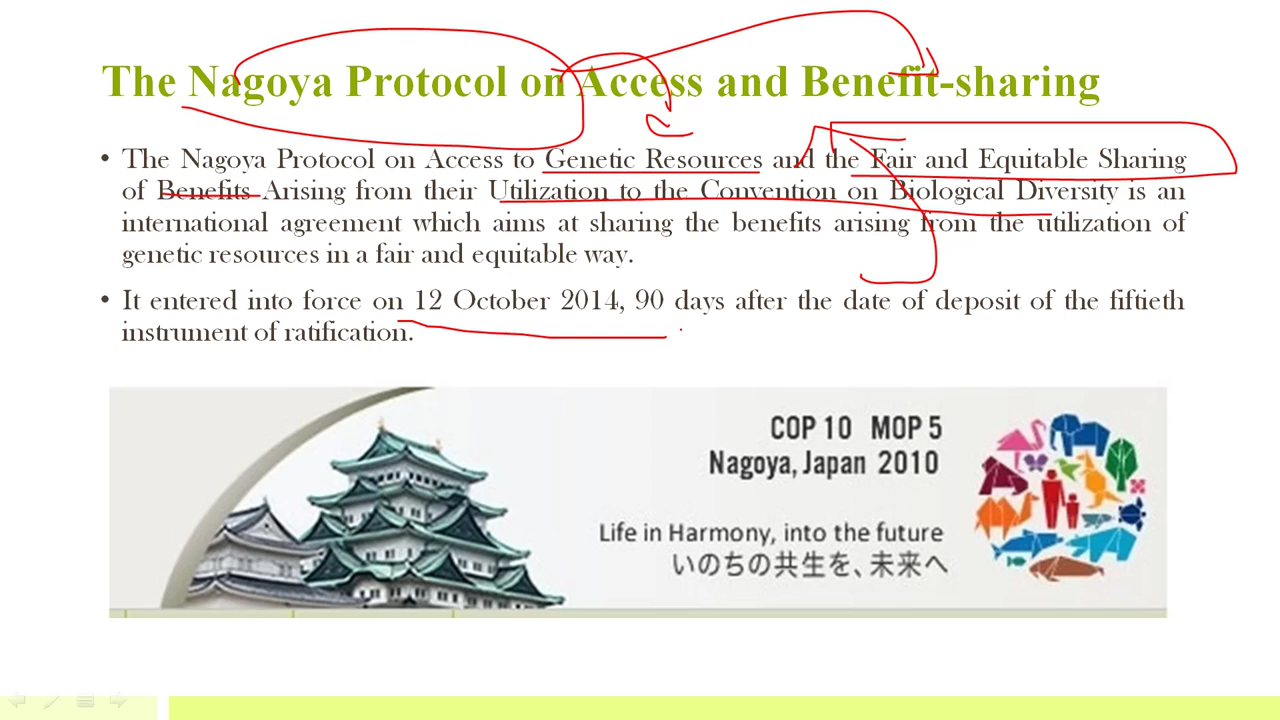 The Nagoya Protocol on Access and Benefit-sharing
• The Nagoya Protocol on Access to Genetic Resources and the Fair and Equitable Sharing
of Benefits Arising from their Utilization to the Convention on Biological Diversity is an
international agreement which aims at sharing the benefits arising from the utilization of
genetic resources in a fair and equitable way.
• It entered into force on 12 October 2014, 90 days after the date of deposit of the fiftieth
instrument of ratification.
COP 10 MOP 5
Nagoya, Japan 2010
Life in Harmony, into the future
いのちの共生を、未来へ